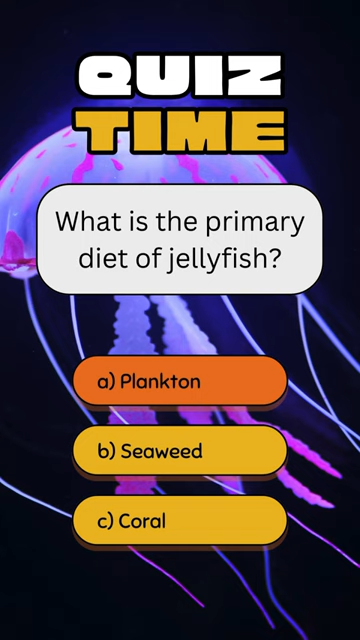 QUIZ
TIME
What is the primary
diet of jellyfish?
a) Plankton
b) Seaweed
c) Coral